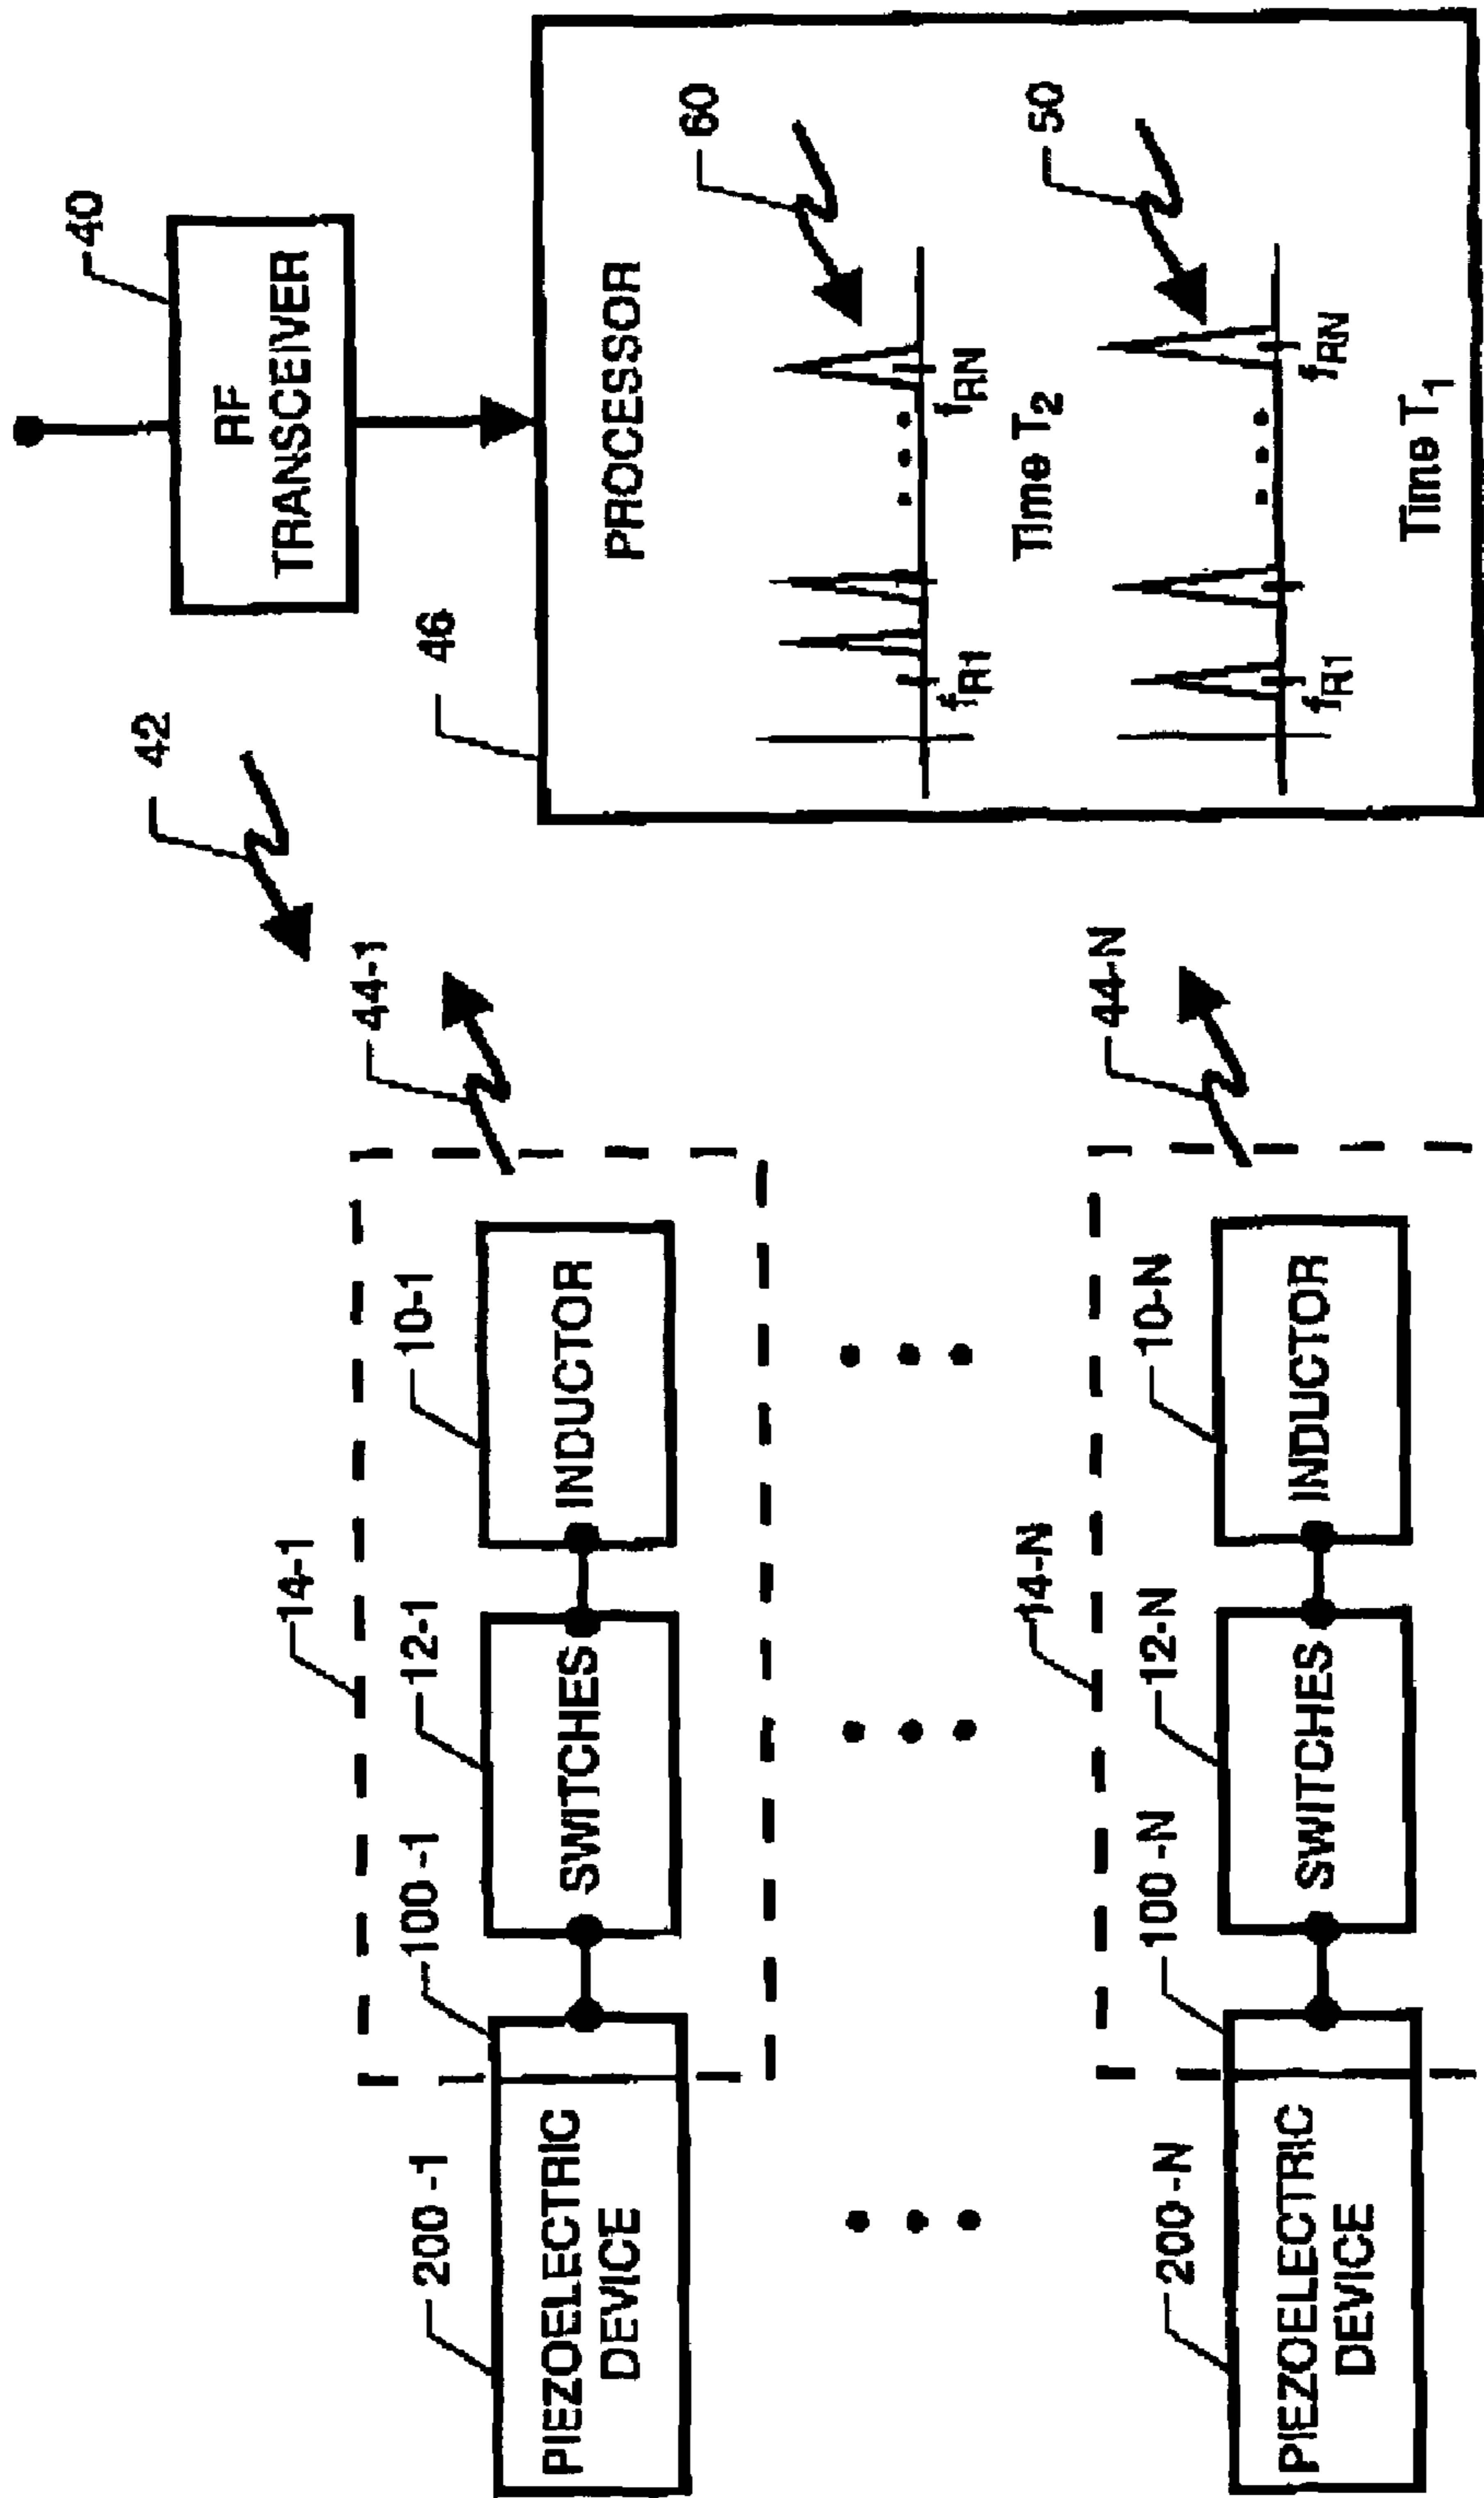 40
42
RF
TRANSCEIVER
14-1
44-1
200-1
100-1
12-1
10-1
48
PIEZOELECTRIC
DEVICE
SWITCHES
INDUCTOR
PROCESSOR
60
fR1
fRN
Time T2
14-N
44-N
50
200-N
100-N
12-N
10-N
PIEZOELECTRIC
DEVICE
SWITCHES
INDUCTOR
fR1
fRN
Time T1